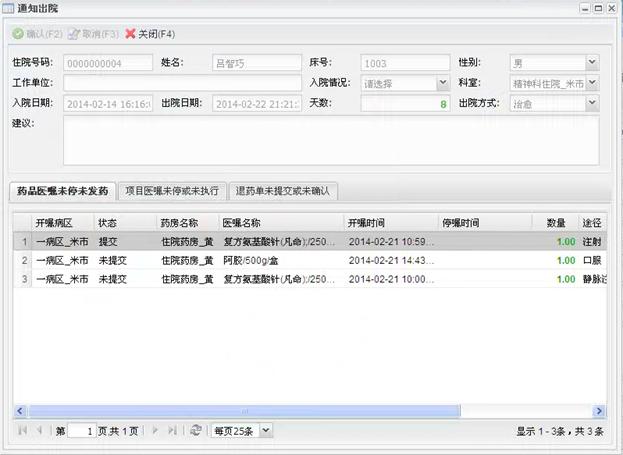 通知出院
确认(F2) 取消(F3) 关闭(F4)
住院号码: 0000000004 姓名: 吕智巧 床号: 1003 性别: 男
工作单位: 入院情况: 请选择 科室: 精神科住院_米市
入院日期: 2014-02-14 16:16: 出院日期: 2014-02-22 21:21: 天数: 8 出院方式: 治愈
建议:
药品医嘱未停未发药 项目医嘱未停或未执行 退药单未提交或未确认
开嘱病区 状态 药房名称 医嘱名称 开嘱时间 停嘱时间 数量 途径
1 一病区_米市 提交 住院药房_黄 复方氨基酸针(凡命)/250... 2014-02-21 10:59... 1.00 注射
2 一病区_米市 未提交 住院药房_黄 阿胶/500g/盒 2014-02-21 14:43... 1.00 口服
3 一病区_米市 未提交 住院药房_黄 复方氨基酸针(凡命)/250... 2014-02-21 10:00... 1.00 静脉注
第 1 页,共 1 页 每页25条 显示 1 - 3条，共 3 条